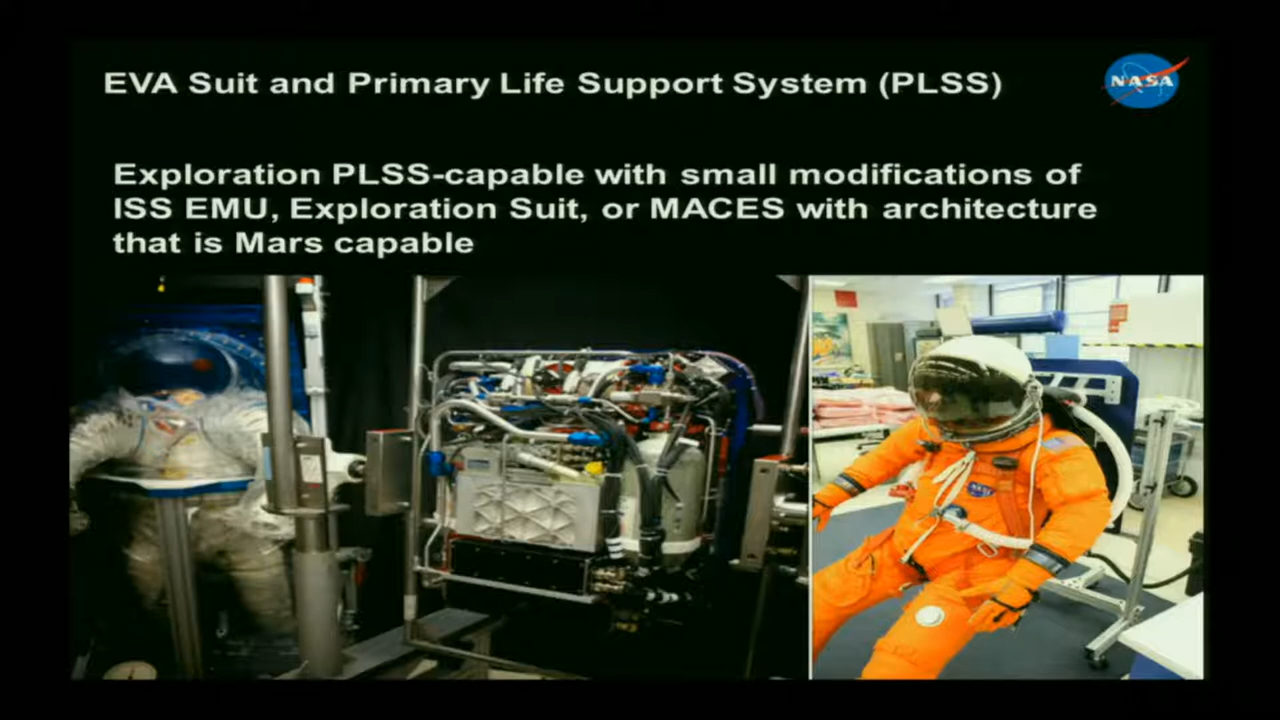 EVA Suit and Primary Life Support System (PLSS)
NASA
Exploration PLSS-capable with small modifications of
ISS EMU, Exploration Suit, or MACES with architecture
that is Mars capable
NASA